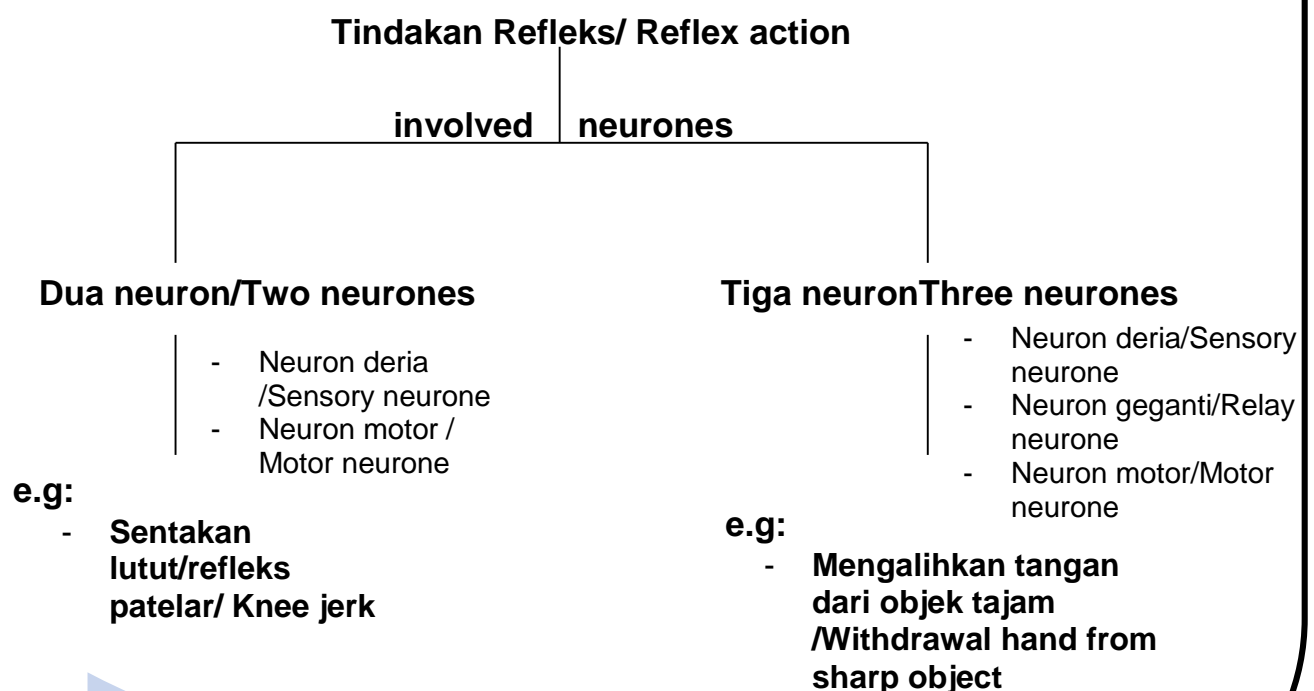 Tindakan Refleks/ Reflex action
involved neurones
Dua neuron/Two neurones
- Neuron deria
/Sensory neurone
- Neuron motor /
Motor neurone
e.g:
- Sentakan
lutut/refleks
patelar/ Knee jerk
Tiga neuronThree neurones
- Neuron deria/Sensory
neurone
- Neuron geganti/Relay
neurone
- Neuron motor/Motor
neurone
e.g:
- Mengalihkan tangan
dari objek tajam
/Withdrawal hand from
sharp object